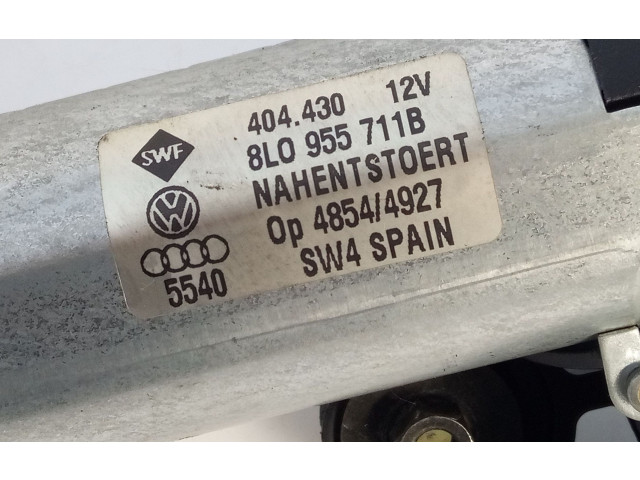 404.430 12V
SWF
8L0 955 711B
NAHENTSTOERT
Op 4854/4927
5540
SW4 SPAIN